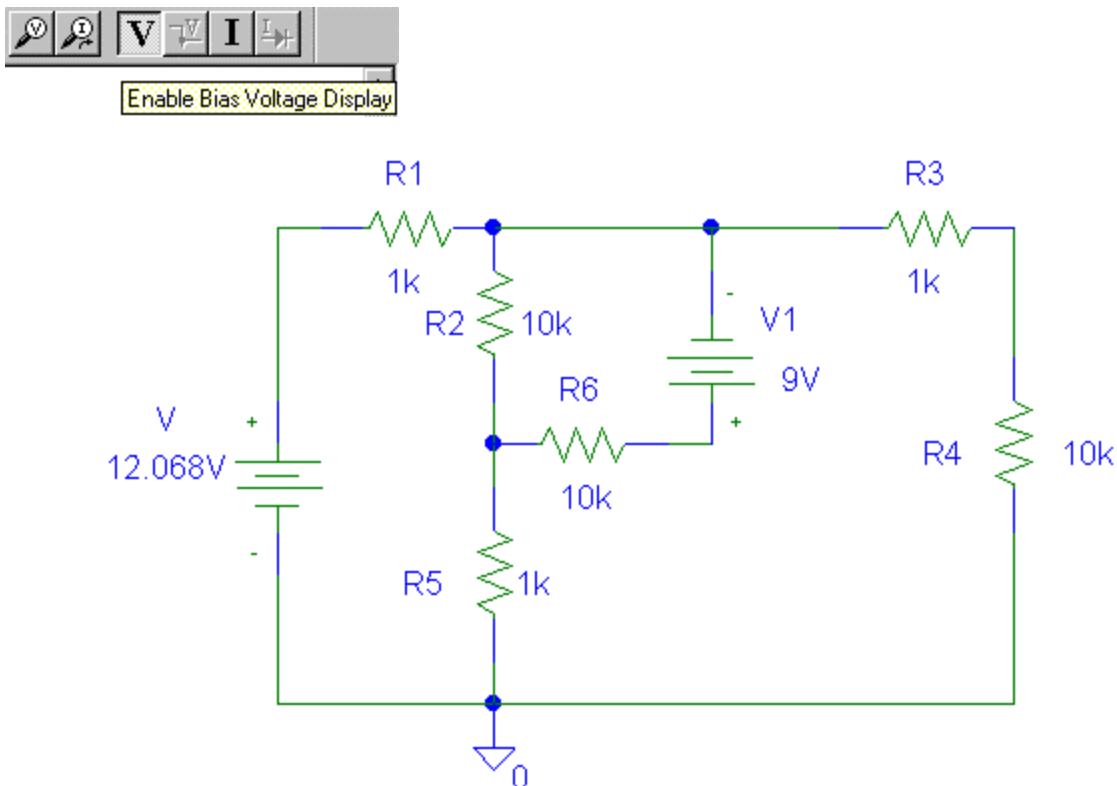 V I V V I I
Enable Bias Voltage Display
R1 R3
1k 1k
R2 10k V1
R6 9V
V + +
12.068V R4 10k
10k
-
R5 1k
0